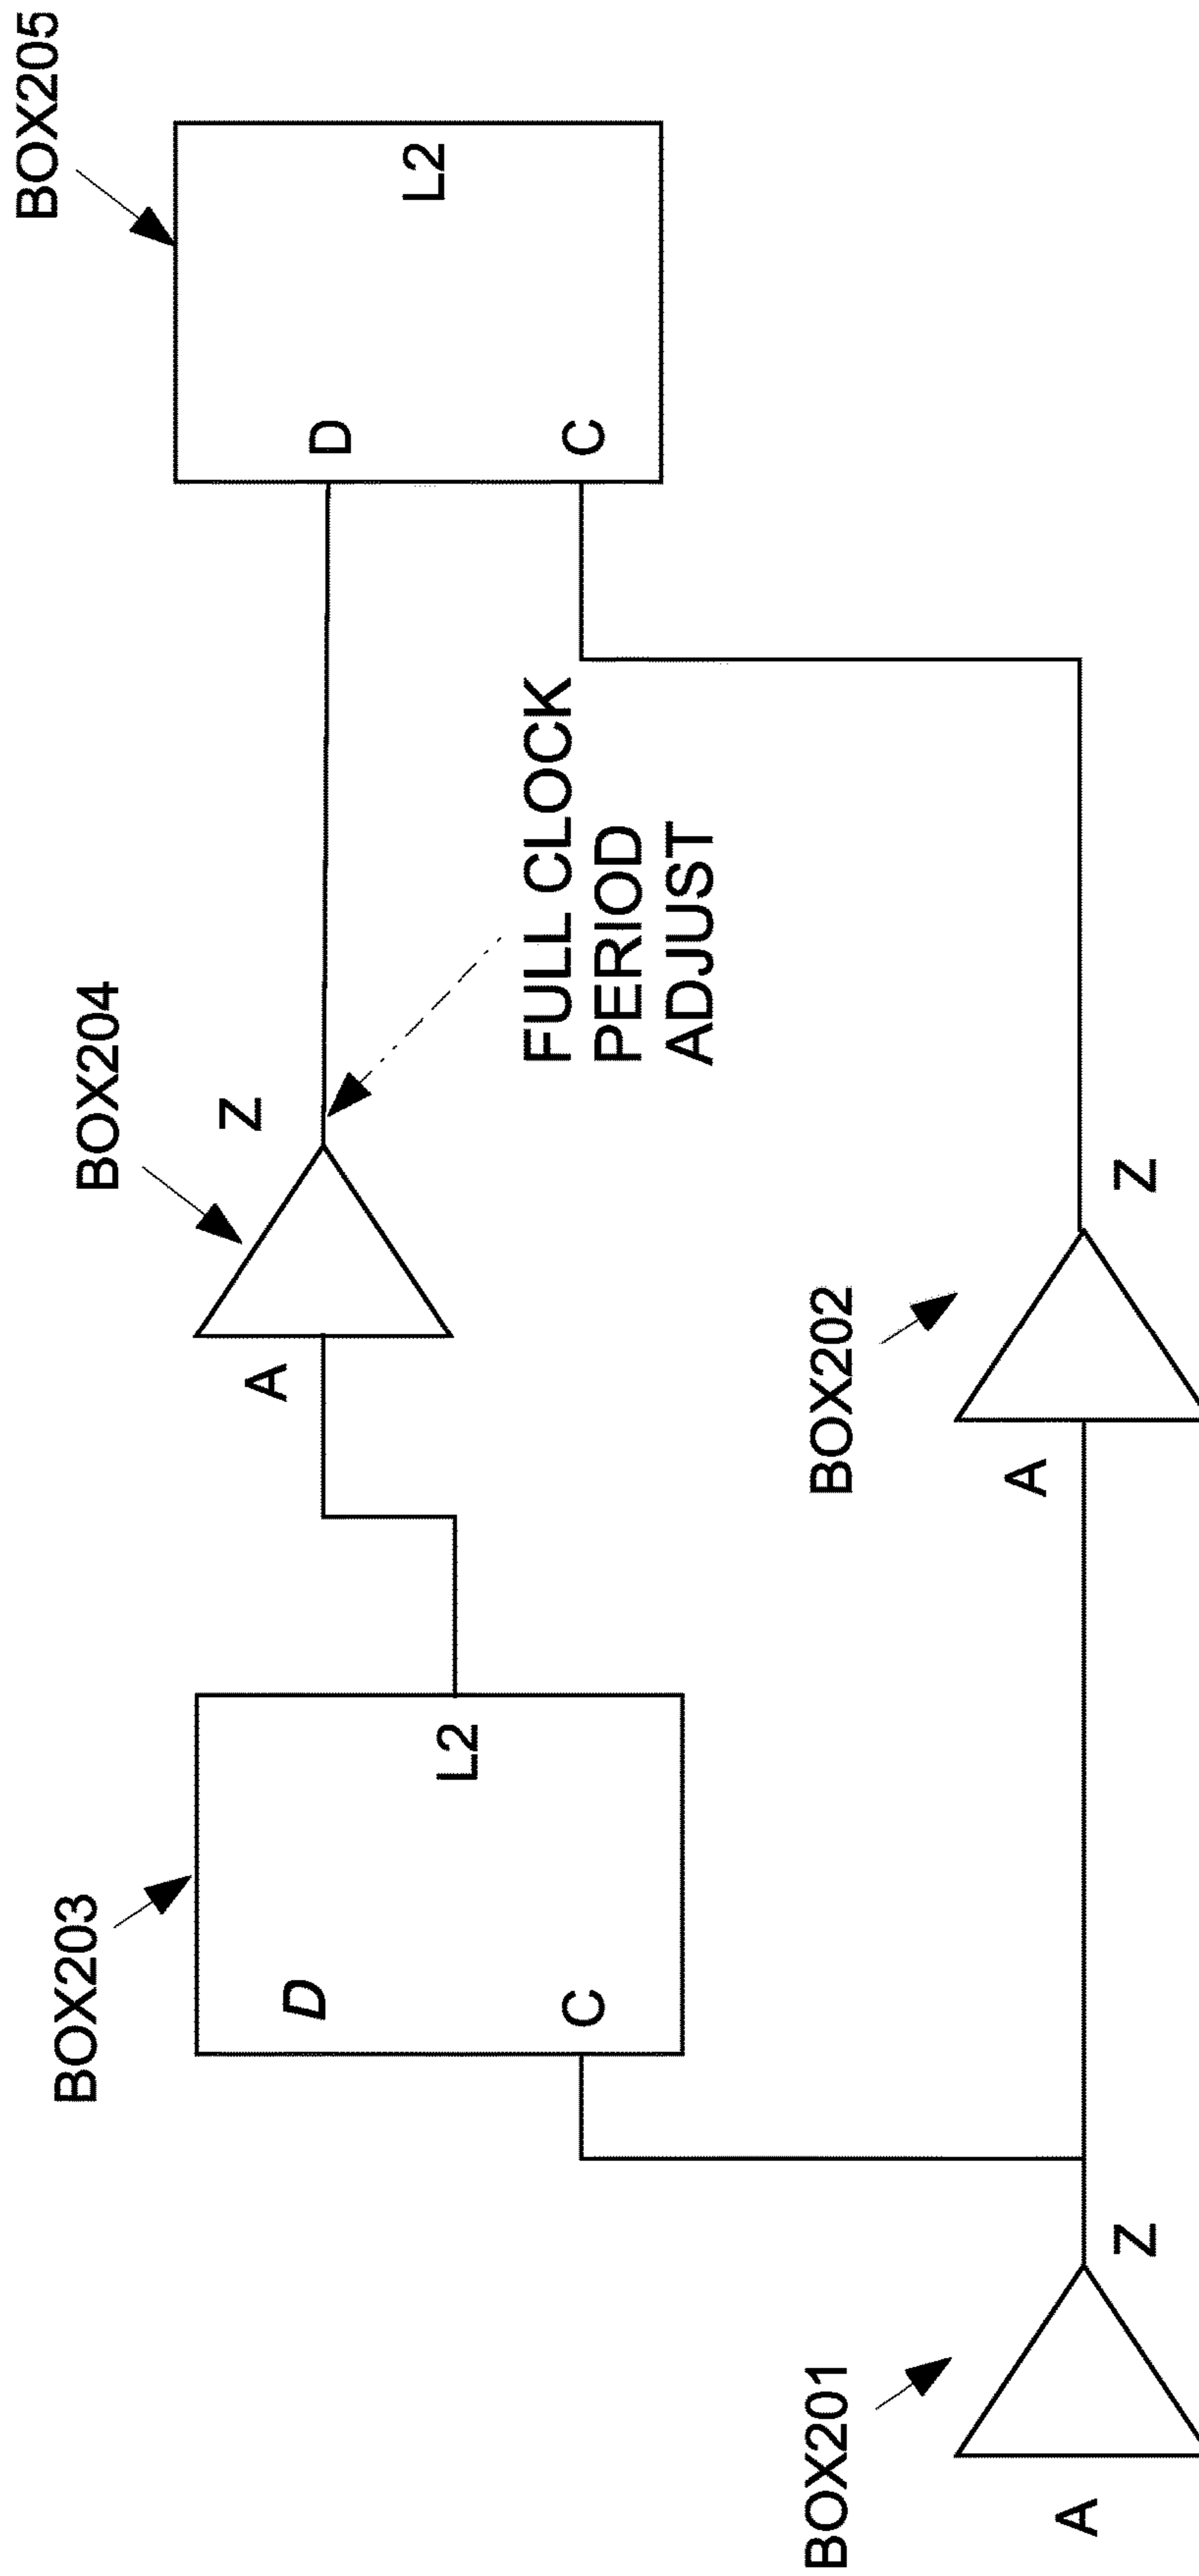 BOX203
D
C
L2
BOX204
A
Z
FULL CLOCK
PERIOD
ADJUST
BOX205
D
C
L2
BOX201
A
Z
BOX202
A
Z